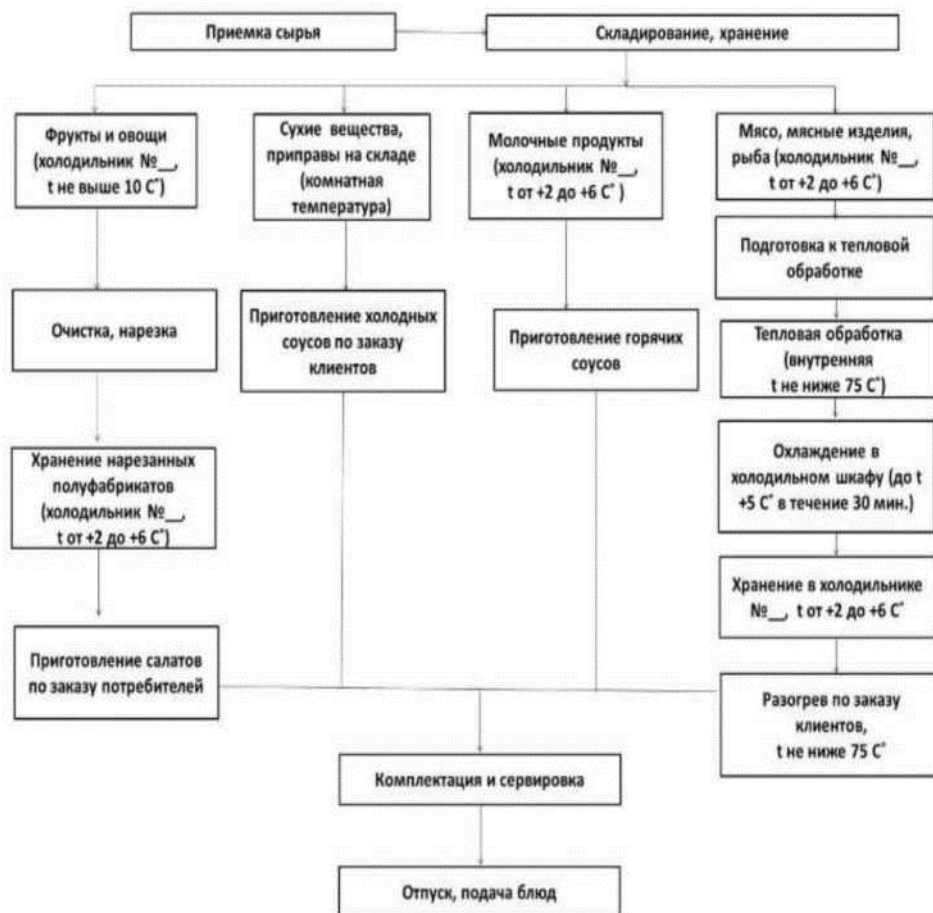 Приемка сырья
Складирование, хранение
Фрукты и овощи
(холодильник №__,
t не выше 10 С˚)
Сухие вещества,
приправы на складе
(комнатная
температура)
Молочные продукты
(холодильник №__,
t от +2 до +6 С˚ )
Мясо, мясные изделия,
рыба (холодильник №__,
t от +2 до +6 С˚)
Подготовка к тепловой
обработке
Очистка, нарезка
Приготовление холодных
соусов по заказу
клиентов
Приготовление горячих
соусов
Тепловая обработка
(внутренняя
t не ниже 75 С˚)
Хранение нарезанных
полуфабрикатов
(холодильник №__,
t от +2 до +6 С˚)
Охлаждение в
холодильном шкафу (до t
+5 С˚ в течение 30 мин.)
Хранение в холодильнике
№__, t от +2 до +6 С˚
Приготовление салатов
по заказу потребителей
Разогрев по заказу
клиентов,
t не ниже 75 С˚
Комплектация и сервировка
Отпуск, подача блюд